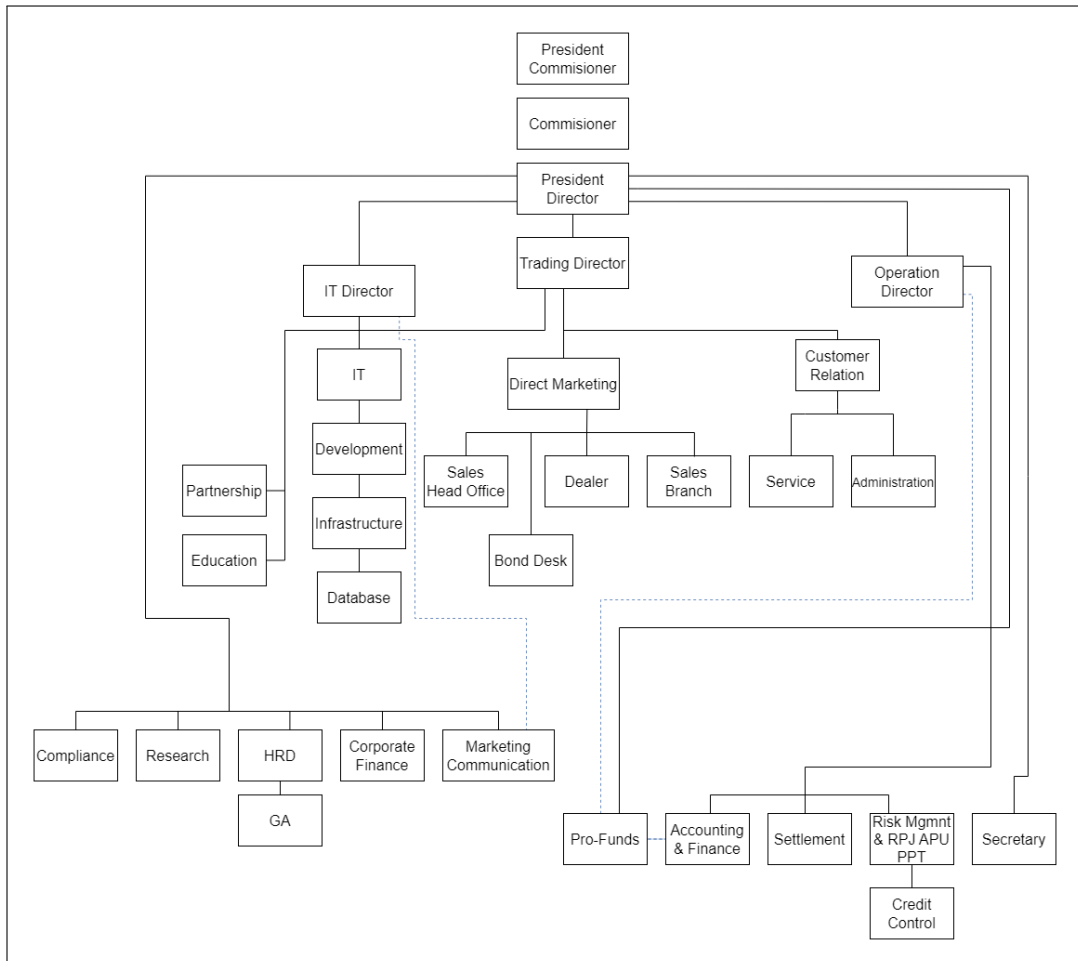 President
Commisioner
Commisioner
President
Director
Trading Director
IT Director
Operation
Director
IT
Direct Marketing
Customer
Relation
Development
Sales
Head Office
Dealer
Sales
Branch
Service
Administration
Partnership
Infrastructure
Education
Bond Desk
Database
Compliance
Research
HRD
Corporate
Finance
Marketing
Communication
GA
Pro-Funds
Accounting
& Finance
Settlement
Risk Mgmnt
& RPJ APU
PPT
Secretary
Credit
Control